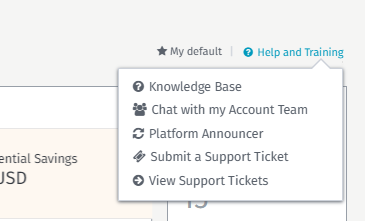 My default
Help and Training
Knowledge Base
Chat with my Account Team
Platform Announcer
Submit a Support Ticket
View Support Tickets
Savings
USD